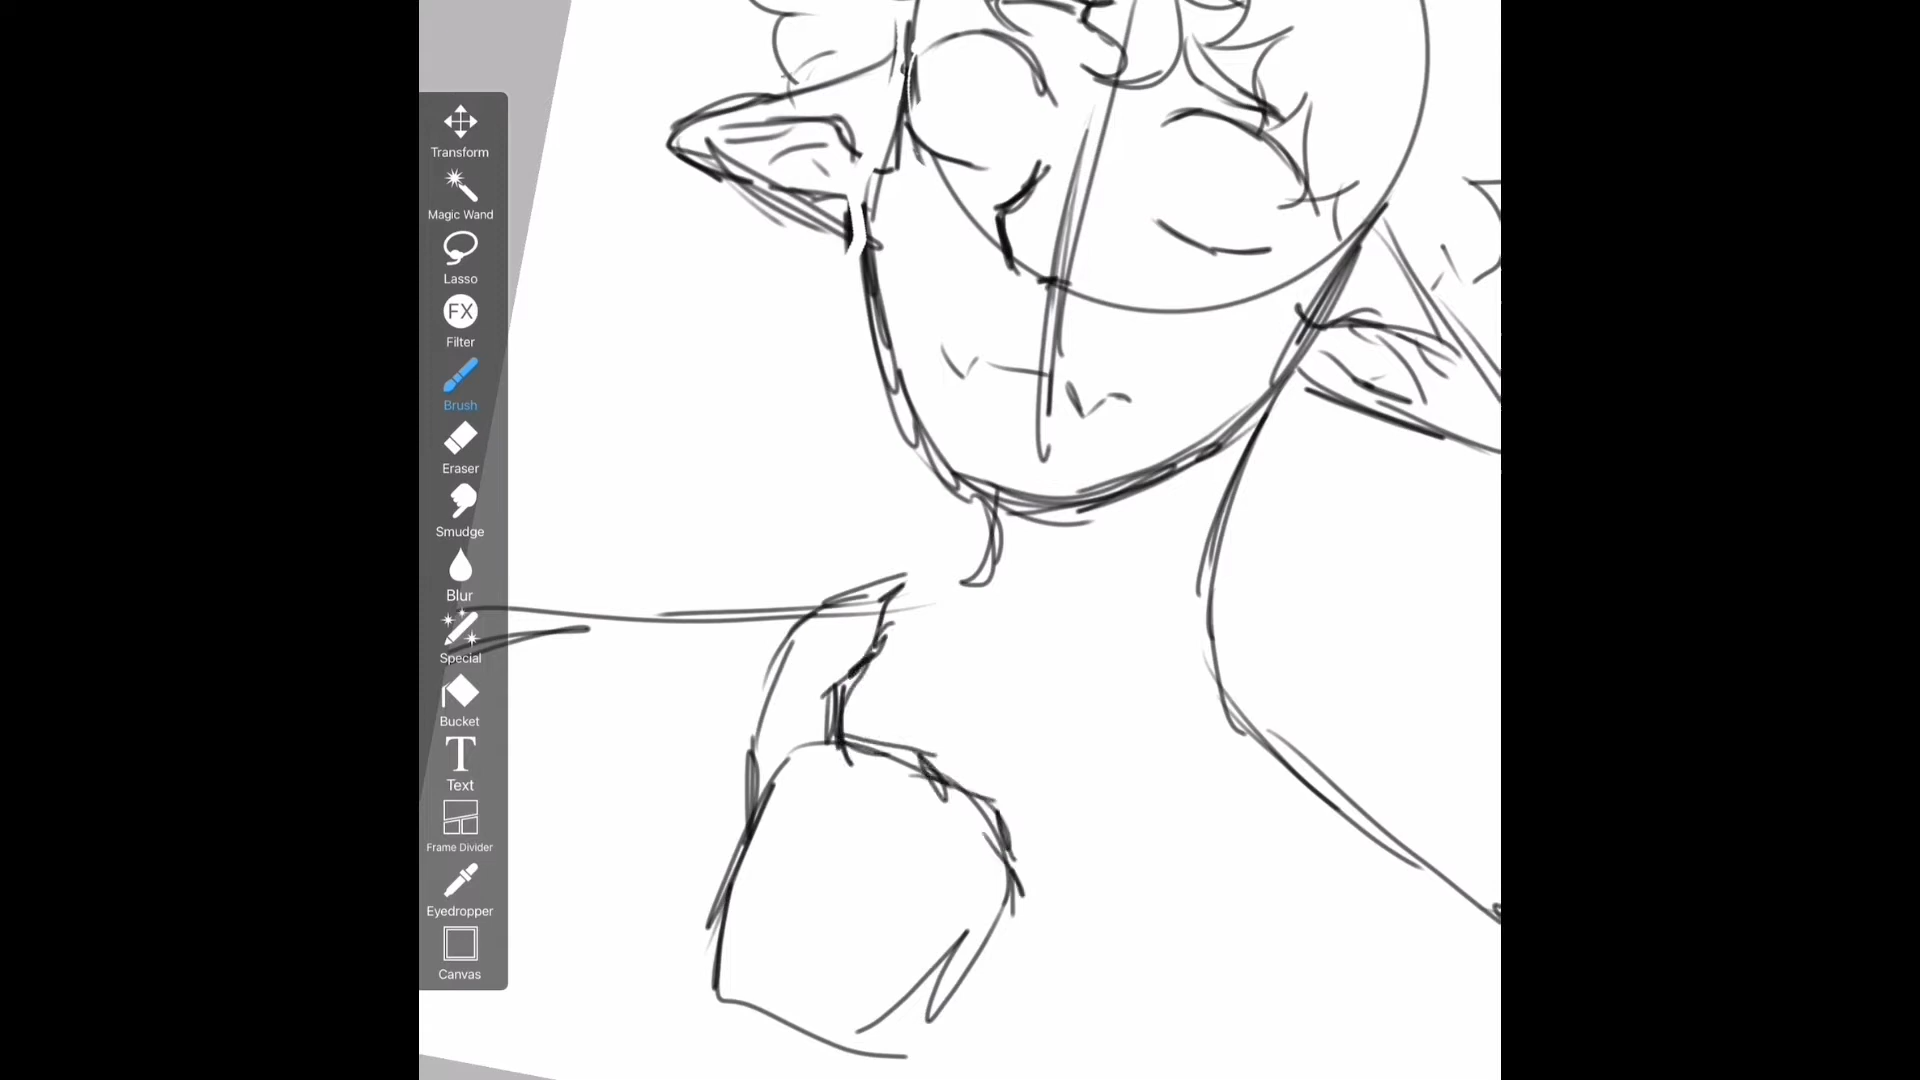 Transform
Magic Wand
Lasso
FX
Filter
Brush
Eraser
Smudge
Blur
Special
Bucket
T
Text
Frame Divider
Eyedropper
Canvas